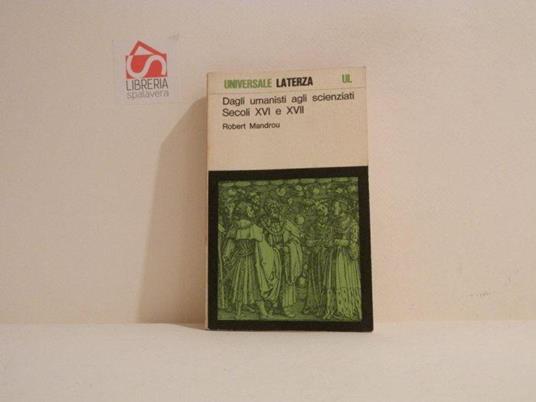 LIBRERIA
spalavera
UNIVERSALE LATERZA UL
Dagli umanisti agli scienziati
Secoli XVI e XVII
Robert Mandrou